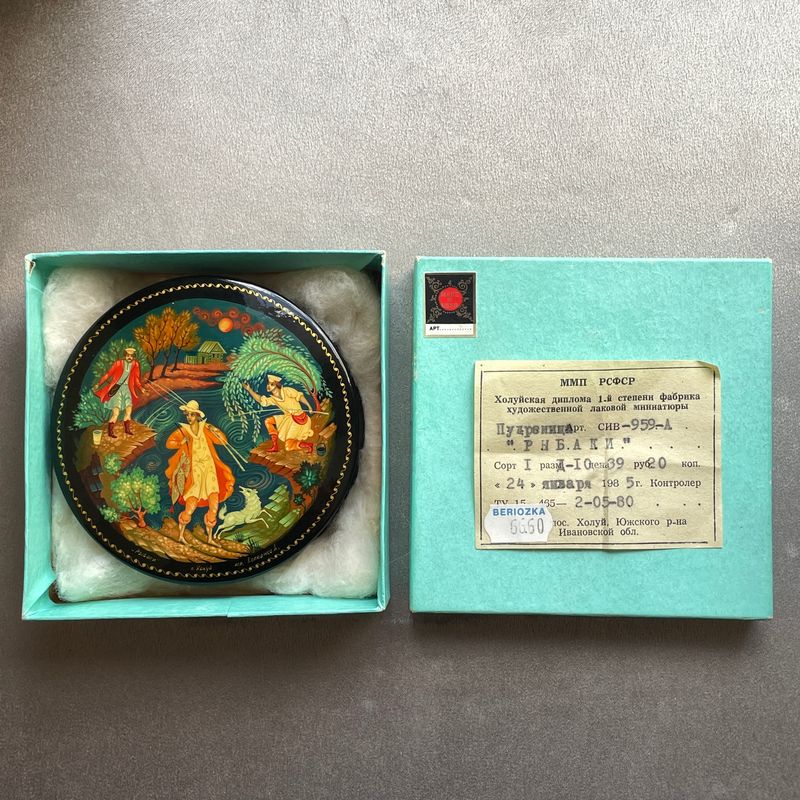 АРТ.............
ММП РСФСР
Холуйская диплома 1-й степени фабрика
художественной лаковой миниатюры
Пудреница Арт. СИВ-959-А . .
. "РЫБАКИ" . . . .
Сорт I разм I-10 цена 39 руб 20 коп.
« 24 » января 1985 г. Контролер
ТУ 15 465— 2-05-80 . . . .
BERIOZKA
6660
пос. Холуй, Южского р-на
Ивановской обл.
с. Холуй